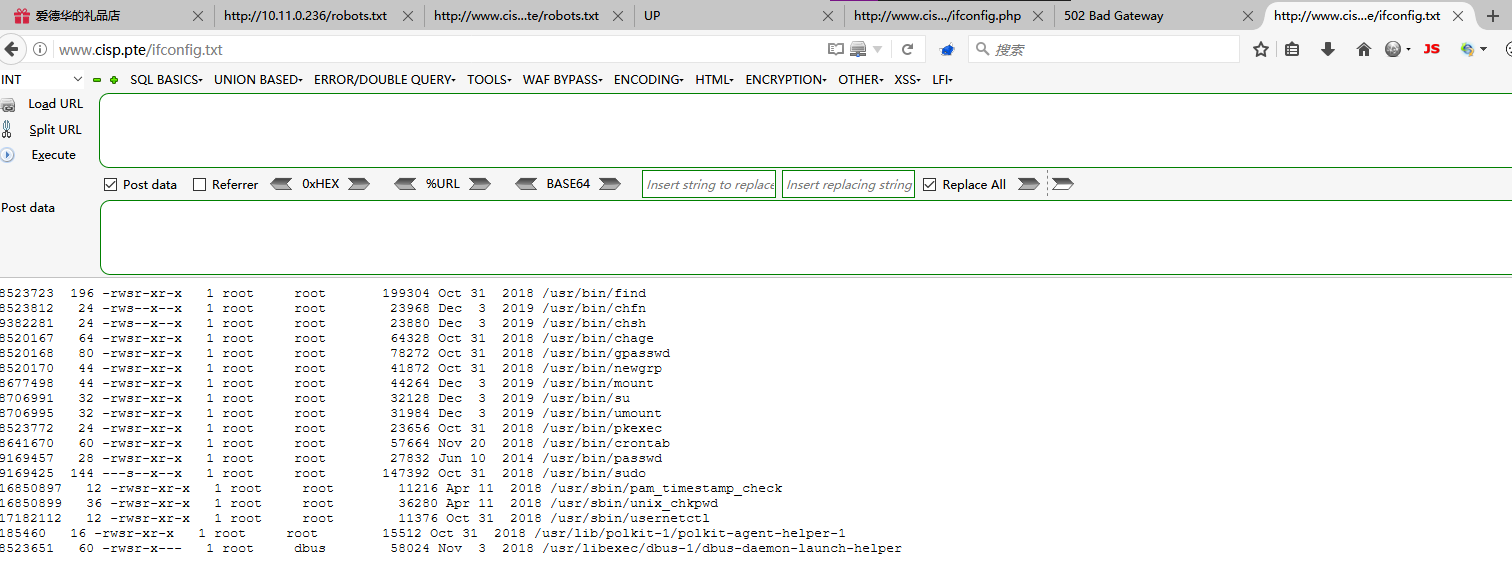 爱德华的礼品店 http://10.11.0.236/robots.txt http://www.cis...te/robots.txt UP http://www.cis.../ifconfig.php 502 Bad Gateway http://www.cis...e/ifconfig.txt
www.cisp.pte/ifconfig.txt 搜索 JS
INT SQL BASICS UNION BASED ERROR/DOUBLE QUERY TOOLS WAF BYPASS ENCODING HTML ENCRYPTION OTHER XSS LFI
Load URL
Split URL
Execute
Post data Referrer 0xHEX %URL BASE64 Insert string to replace Insert replacing string Replace All
Post data
8523723 196 -rwsr-xr-x 1 root root 199304 Oct 31 2018 /usr/bin/find
8523812 24 -rws--x--x 1 root root 23968 Dec 3 2019 /usr/bin/chfn
9382281 24 -rws--x--x 1 root root 23880 Dec 3 2019 /usr/bin/chsh
8520167 64 -rwsr-xr-x 1 root root 64328 Oct 31 2018 /usr/bin/chage
8520168 80 -rwsr-xr-x 1 root root 78272 Oct 31 2018 /usr/bin/gpasswd
8520170 44 -rwsr-xr-x 1 root root 41872 Oct 31 2018 /usr/bin/newgrp
8677498 44 -rwsr-xr-x 1 root root 44264 Dec 3 2019 /usr/bin/mount
8706991 32 -rwsr-xr-x 1 root root 32128 Dec 3 2019 /usr/bin/su
8706995 32 -rwsr-xr-x 1 root root 31984 Dec 3 2019 /usr/bin/umount
8523772 24 -rwsr-xr-x 1 root root 23656 Oct 31 2018 /usr/bin/pkexec
8641670 60 -rwsr-xr-x 1 root root 57664 Nov 20 2018 /usr/bin/crontab
9169457 28 -rwsr-xr-x 1 root root 27832 Jun 10 2014 /usr/bin/passwd
9169425 144 ---s--x--x 1 root root 147392 Oct 31 2018 /usr/bin/sudo
16850897 12 -rwsr-xr-x 1 root root 11216 Apr 11 2018 /usr/sbin/pam_timestamp_check
16850899 36 -rwsr-xr-x 1 root root 36280 Apr 11 2018 /usr/sbin/unix_chkpwd
17182112 12 -rwsr-xr-x 1 root root 11376 Oct 31 2018 /usr/sbin/usernetctl
185460 16 -rwsr-xr-x 1 root root 15512 Oct 31 2018 /usr/lib/polkit-1/polkit-agent-helper-1
8523651 60 -rwsr-x--- 1 root dbus 58024 Nov 3 2018 /usr/libexec/dbus-1/dbus-daemon-launch-helper